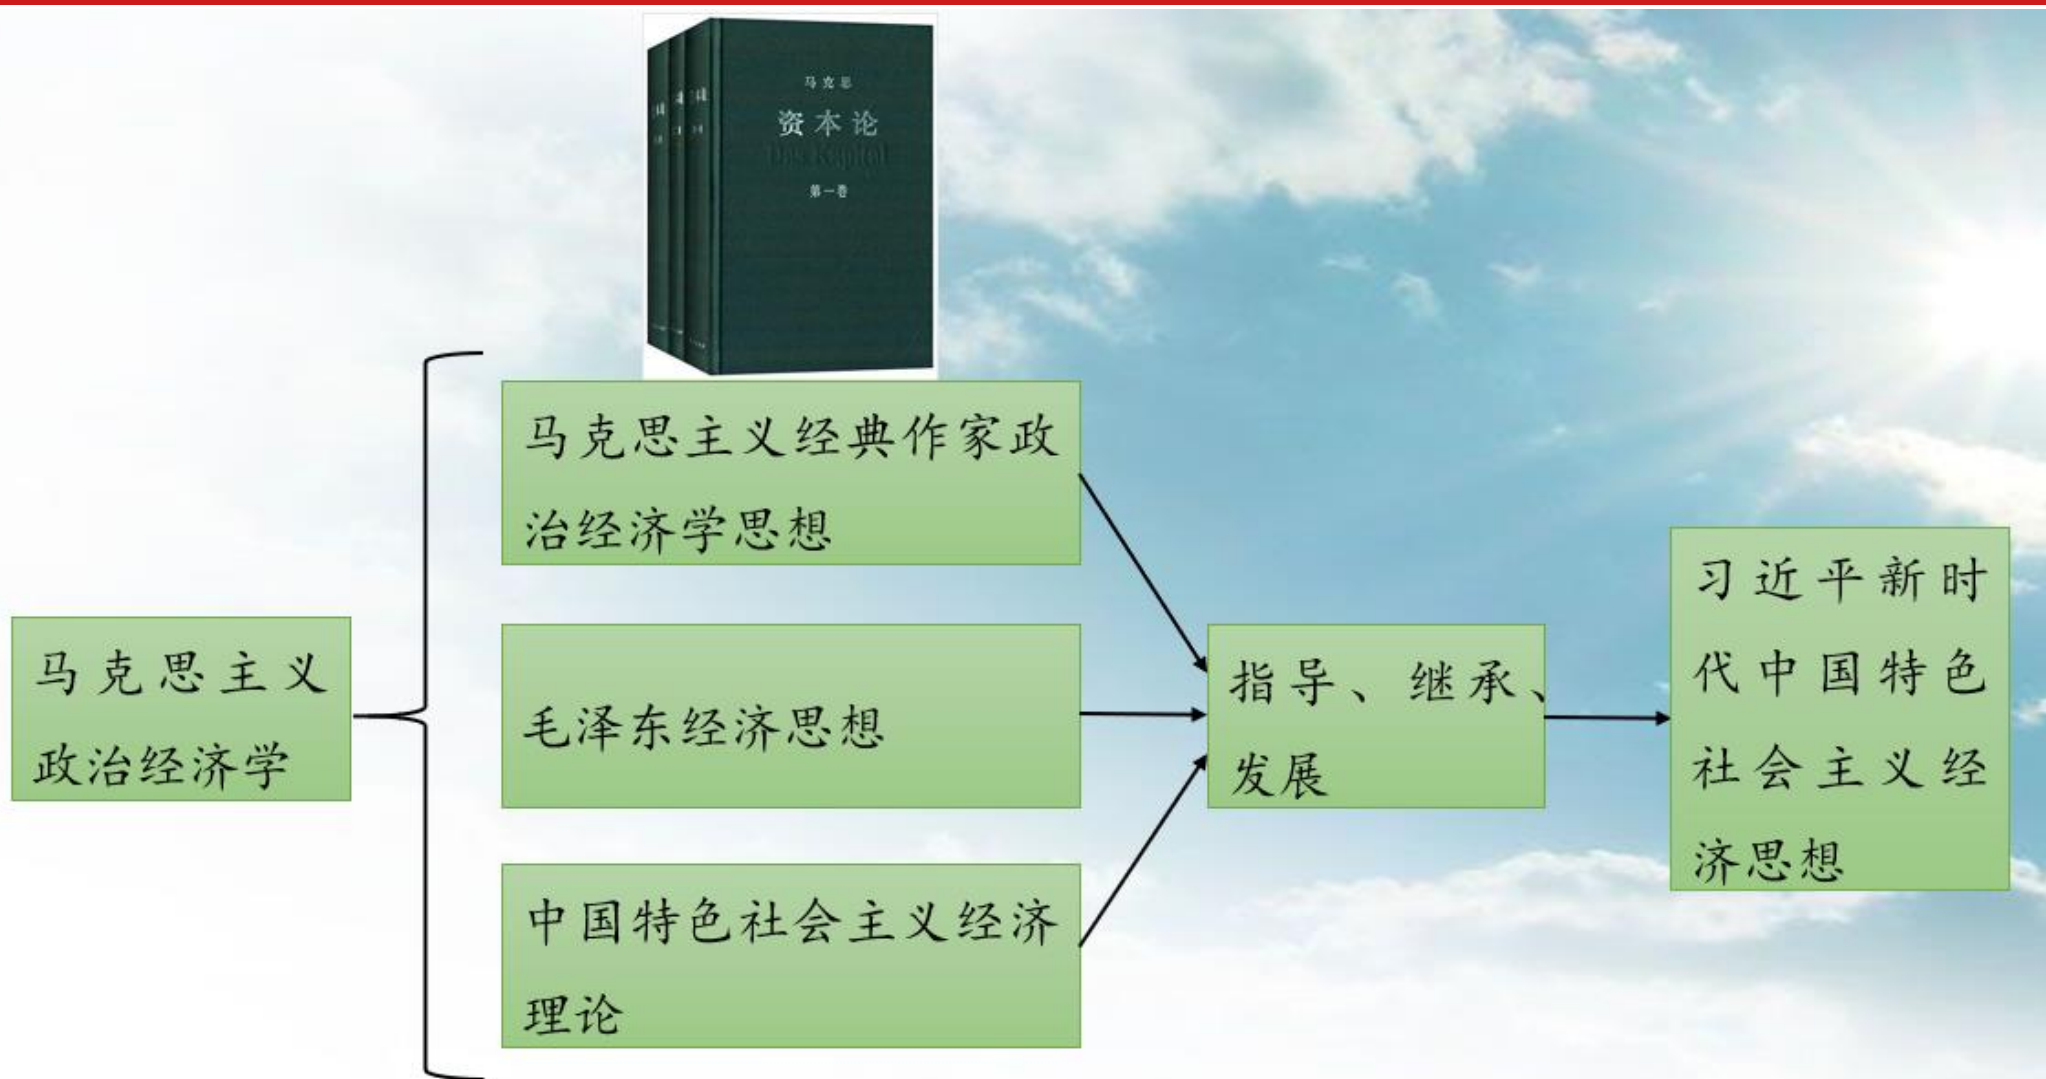 马克思
资本论
Das Kapital
第一卷
马克思主义经典作家政
治经济学思想
马克思主义
政治经济学
毛泽东经济思想
中国特色社会主义经济
理论
指导、继承、
发展
习近平新时
代中国特色
社会主义经
济思想